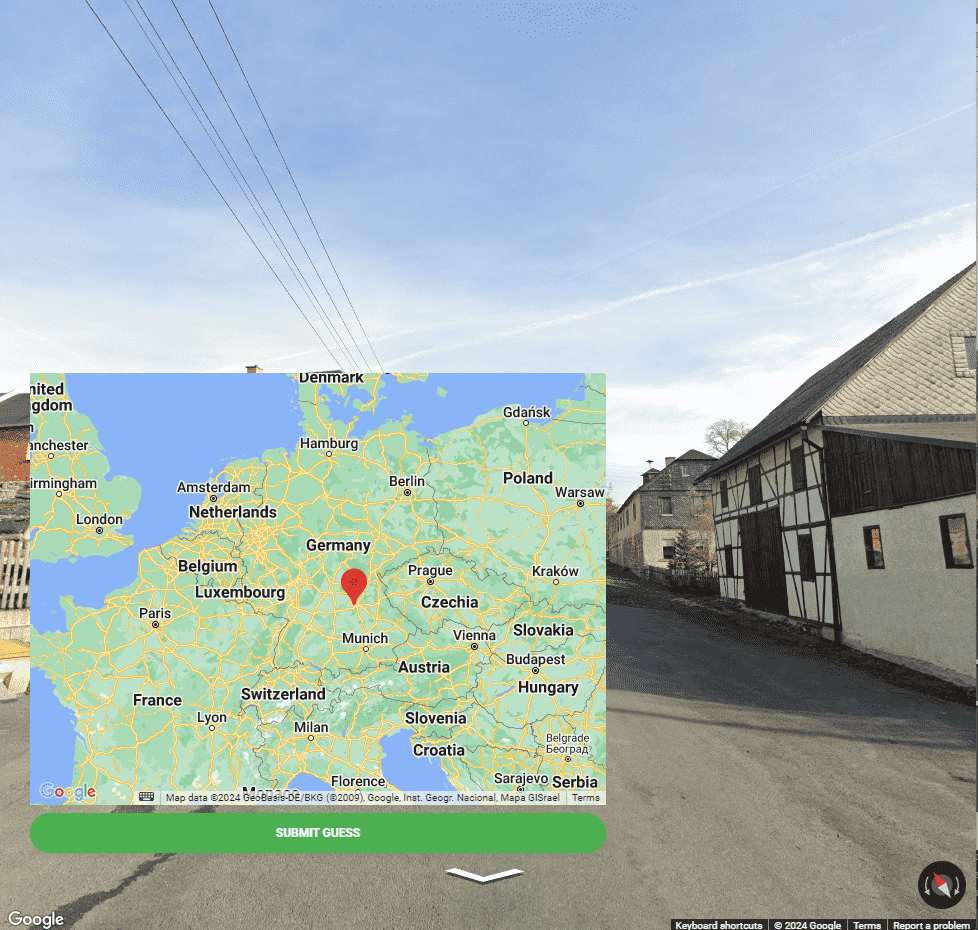 Denmark
nited
gdom
Gdańsk
anchester
Hamburg
irmingham
Berlin
Poland
Amsterdam
Warsaw
Netherlands
London
Germany
Belgium
Prague
Kraków
Luxembourg
Czechia
Paris
Slovakia
Munich
Vienna
Budapest
Austria
Hungary
Switzerland
France
Lyon
Slovenia
Milan
Croatia
Belgrade
Београд
Florence
Sarajevo
Serbia
Monaco
Google
Map data ©2024 GeoBasis-DE/BKG (©2009), Google, Inst. Geogr. Nacional, Mapa GISrael
Terms
SUBMIT GUESS
Google
Keyboard shortcuts
© 2024 Google
Terms
Report a problem